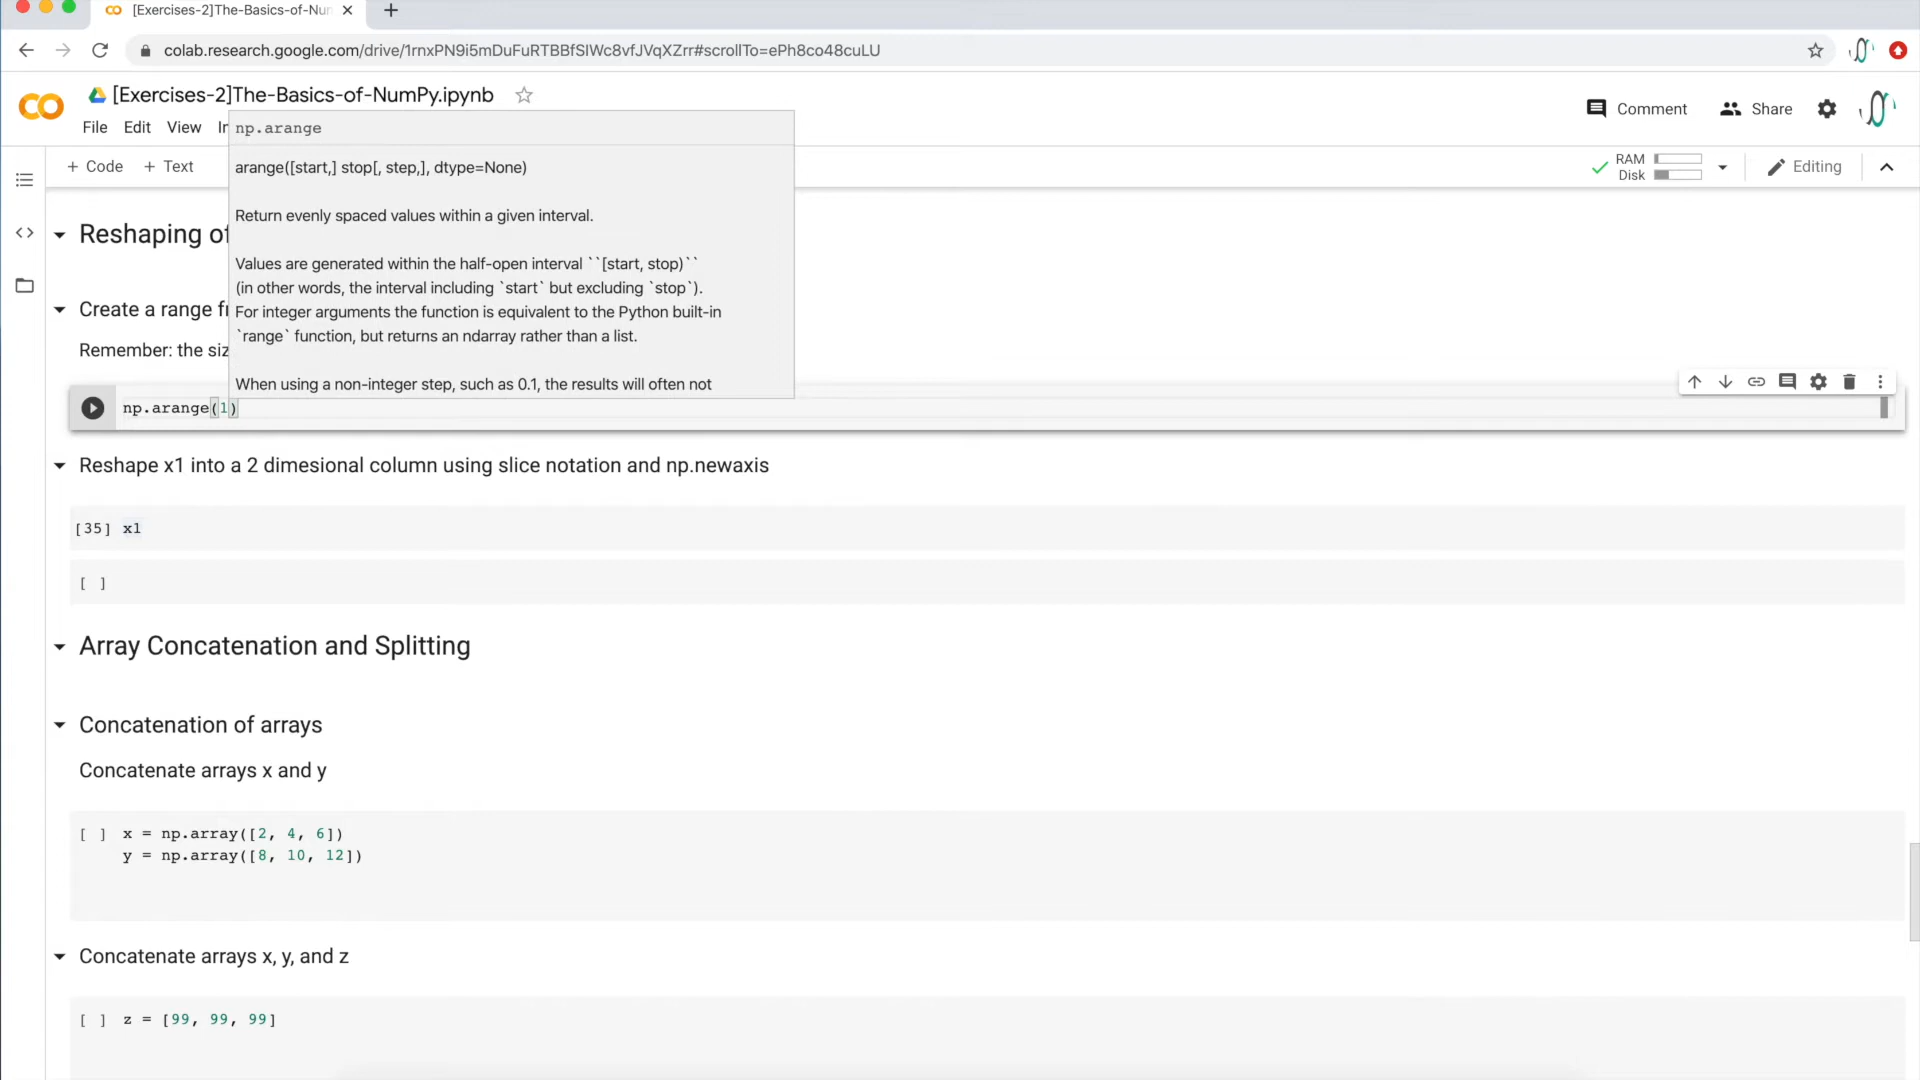 [Exercises-2]The-Basics-of-Nu
colab.research.google.com/drive/1rnxPN9i5mDuFuRTBBfSIWc8vfJVqXZrr#scrollTo=ePh8co48cuLU
[Exercises-2]The-Basics-of-NumPy.ipynb
Comment
Share
File Edit View
np.arange
+ Code + Text
RAM
Disk
Editing
arange([start,] stop[, step,], dtype=None)
Return evenly spaced values within a given interval.
Reshaping of
Values are generated within the half-open interval ``[start, stop)``
(in other words, the interval including `start` but excluding `stop`).
Create a range f
For integer arguments the function is equivalent to the Python built-in
`range` function, but returns an ndarray rather than a list.
Remember: the siz
When using a non-integer step, such as 0.1, the results will often not
np.arange(1)
Reshape x1 into a 2 dimesional column using slice notation and np.newaxis
[35] x1
[ ]
Array Concatenation and Splitting
Concatenation of arrays
Concatenate arrays x and y
[ ] x = np.array([2, 4, 6])
y = np.array([8, 10, 12])
Concatenate arrays x, y, and z
[ ] z = [99, 99, 99]